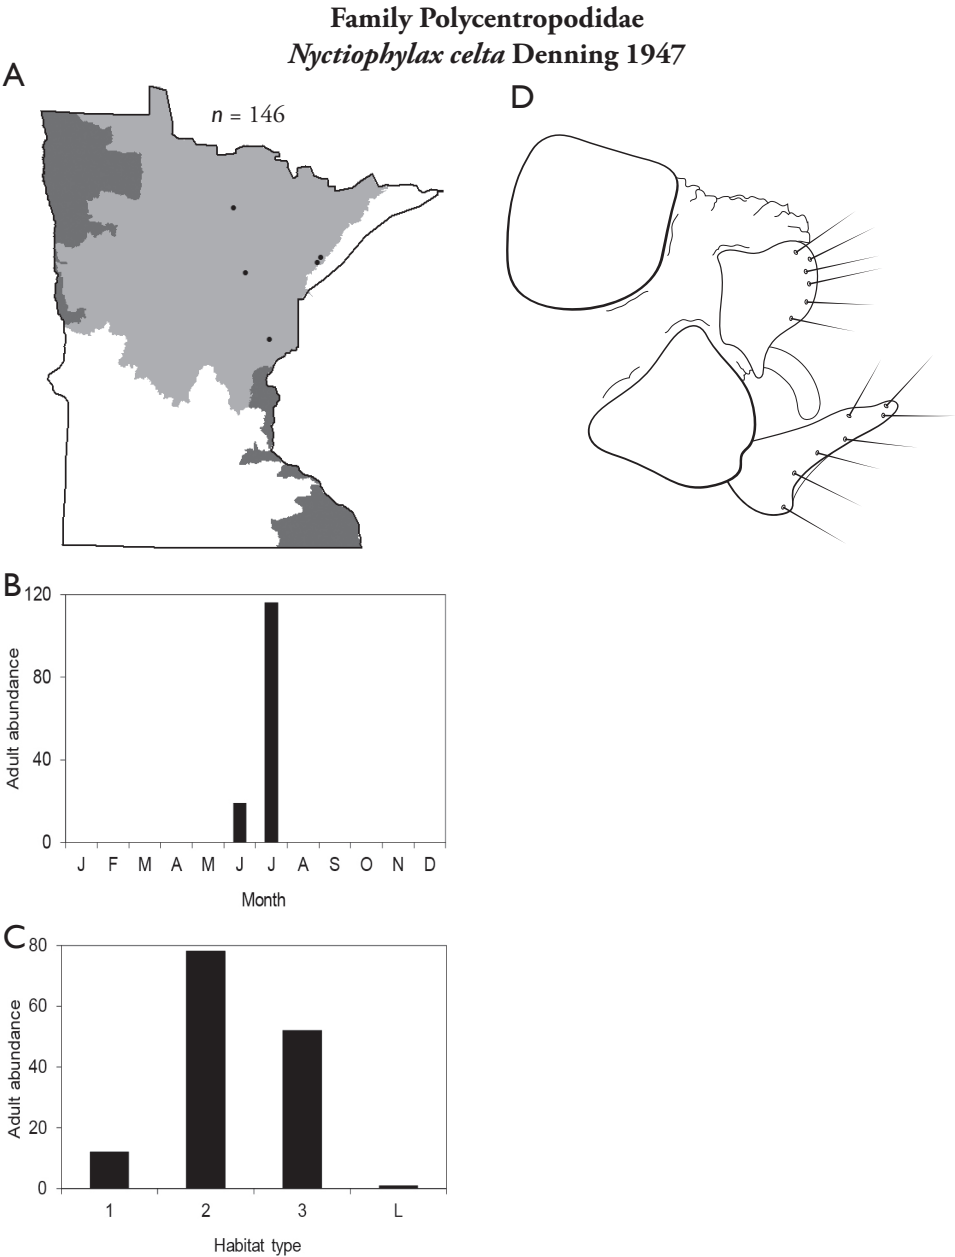 Family Polycentropodidae
Nyctiophylax celta Denning 1947
A
n = 146
D
B
120
80
40
0
Adult abundance
J F M A M J J A S O N D
Month
C
80
60
40
20
0
Adult abundance
1 2 3 L
Habitat type